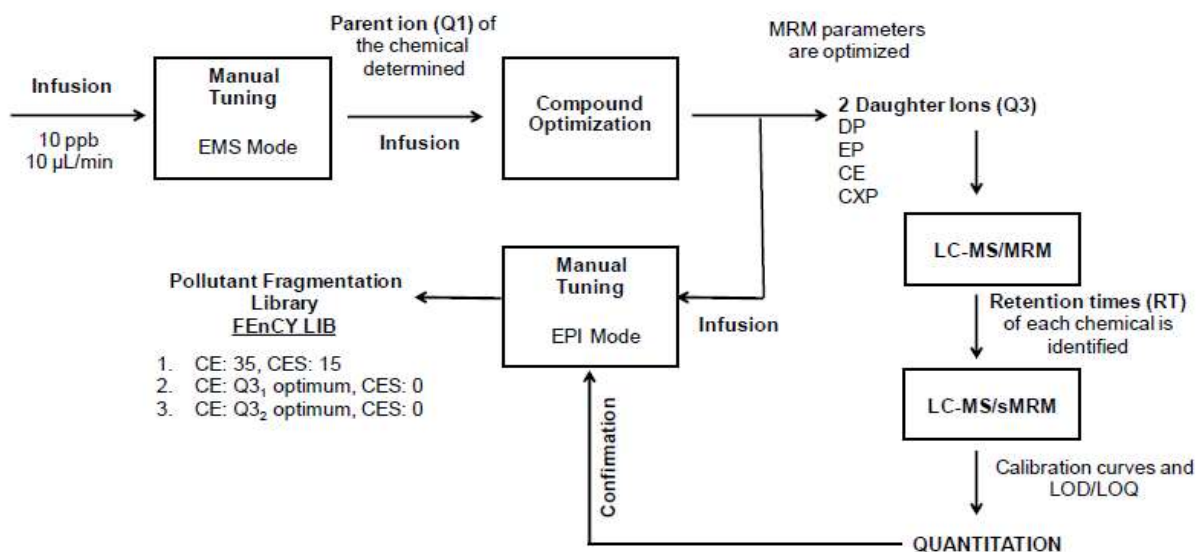 Infusion
10 ppb
10 µL/min
Manual
Tuning
EMS Mode
Parent ion (Q1) of
the chemical
determined
Infusion
Compound
Optimization
MRM parameters
are optimized
2 Daughter Ions (Q3)
DP
EP
CE
CXP
LC-MS/MRM
Retention times (RT)
of each chemical is
identified
LC-MS/sMRM
Calibration curves and
LOD/LOQ
QUANTITATION
Confirmation
Infusion
Manual
Tuning
EPI Mode
Pollutant Fragmentation
Library
FEnCY LIB
1. CE: 35, CES: 15
2. CE: Q3₁ optimum, CES: 0
3. CE: Q3₂ optimum, CES: 0